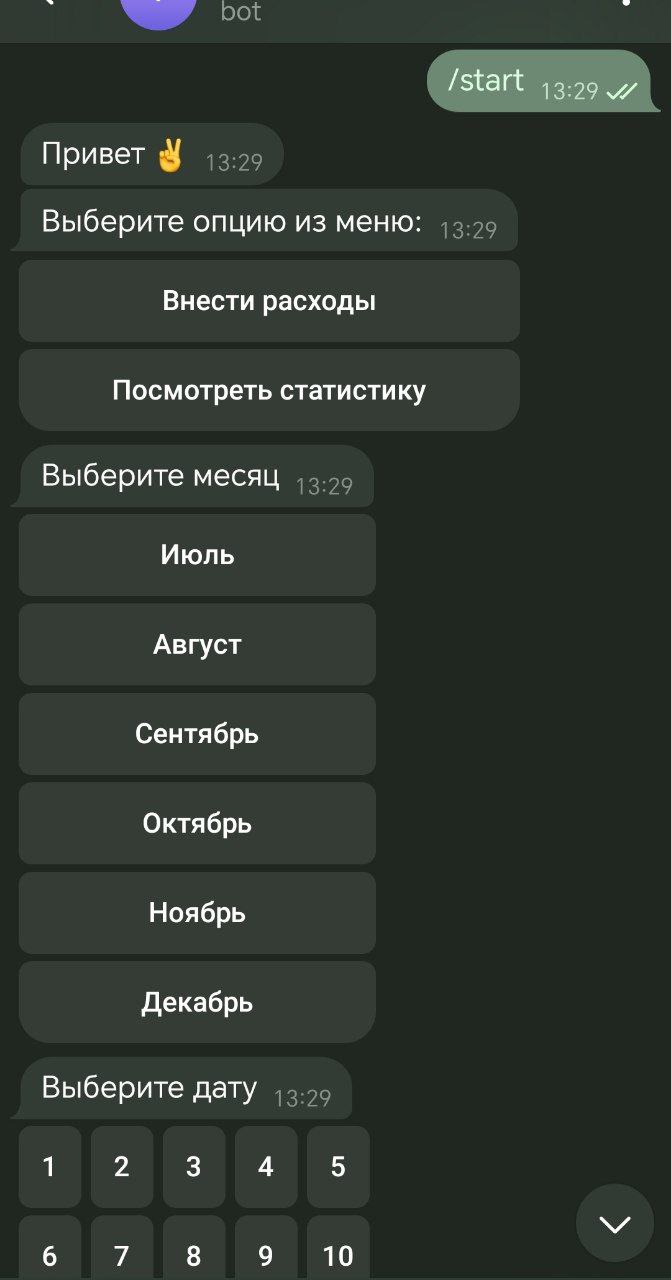 bot
/start 13:29
Привет ✌️ 13:29
Выберите опцию из меню: 13:29
Внести расходы
Посмотреть статистику
Выберите месяц 13:29
Июль
Август
Сентябрь
Октябрь
Ноябрь
Декабрь
Выберите дату 13:29
1 2 3 4 5
6 7 8 9 10